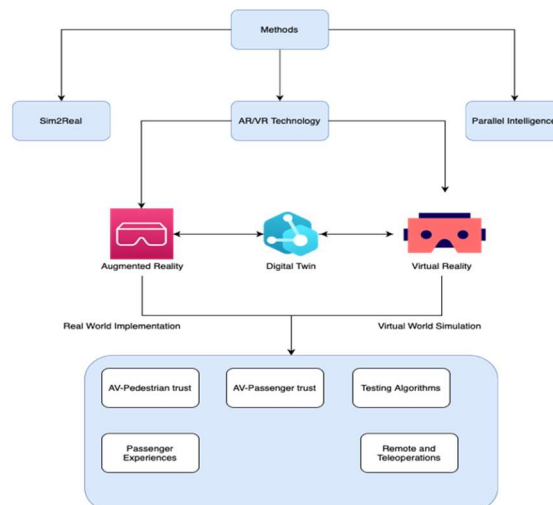 Methods
Sim2Real
AR/VR Technology
Parallel Intelligence
Augmented Reality
Digital Twin
Virtual Reality
Real World Implementation
Virtual World Simulation
AV-Pedestrian trust
AV-Passenger trust
Testing Algorithms
Passenger
Experiences
Remote and
Teleoperations